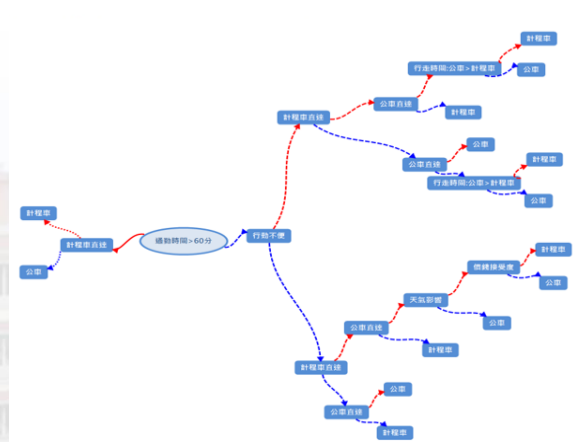 計程車
行走時間:公車>計程車
公車
公車直達
計程車
計程車直達
公車
公車直達
計程車
行走時間:公車>計程車
公車
計程車
計程車直達
公車
通勤時間>60分
行動不便
計程車
價錢接受度
公車
天氣影響
公車
公車直達
計程車
計程車直達
公車
公車直達
計程車